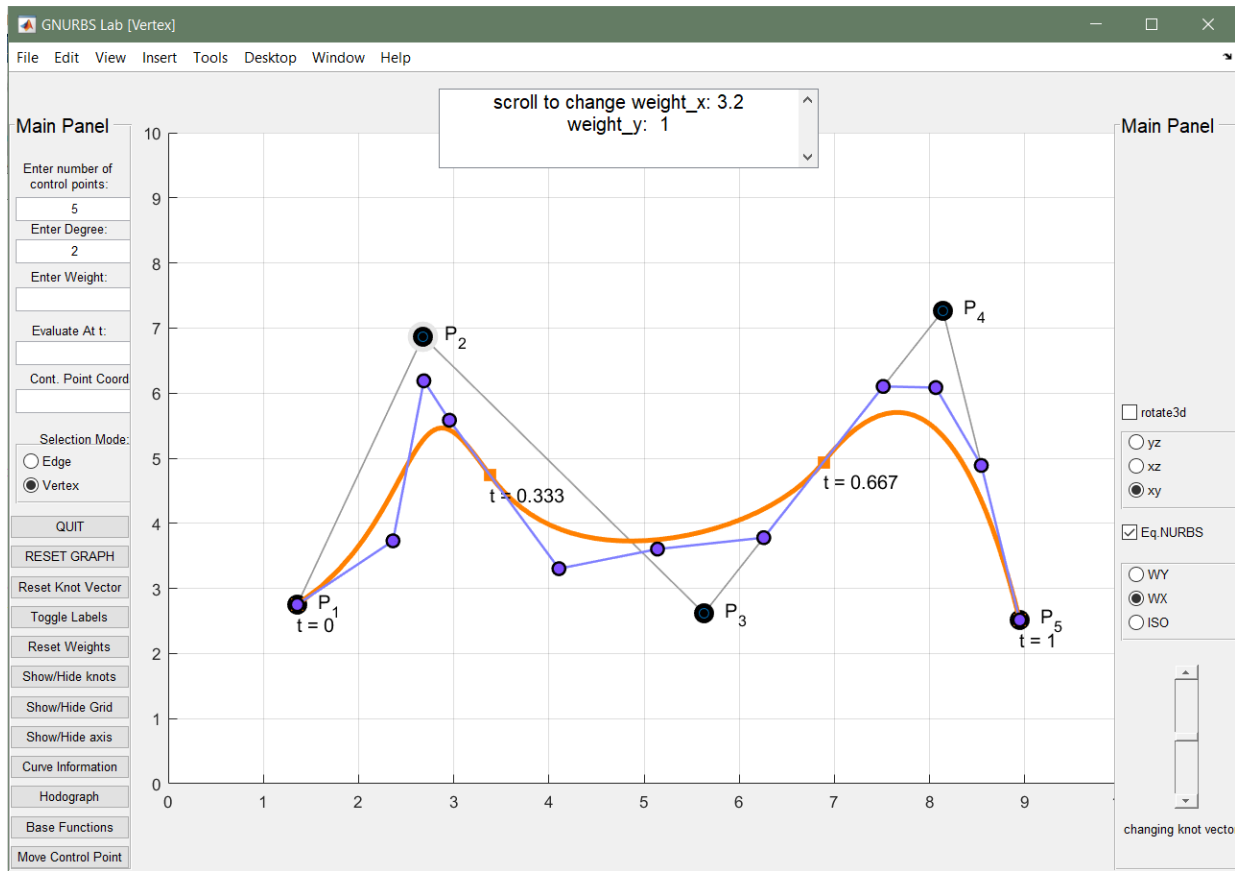 GNURBS Lab [Vertex]
File Edit View Insert Tools Desktop Window Help
scroll to change weight_x: 3.2
weight_y: 1
Main Panel
Enter number of
control points:
5
Enter Degree:
2
Enter Weight:
Evaluate At t:
Cont. Point Coord
Selection Mode:
Edge
Vertex
QUIT
RESET GRAPH
Reset Knot Vector
Toggle Labels
Reset Weights
Show/Hide knots
Show/Hide Grid
Show/Hide axis
Curve Information
Hodograph
Base Functions
Move Control Point
10
9
8
7
6
5
4
3
2
1
0
0 1 2 3 4 5 6 7 8 9
P1
t = 0
P2
t = 0.333
P3
t = 0.667
P4
P5
t = 1
Main Panel
rotate3d
yz
xz
xy
Eq.NURBS
WY
WX
ISO
changing knot vecto